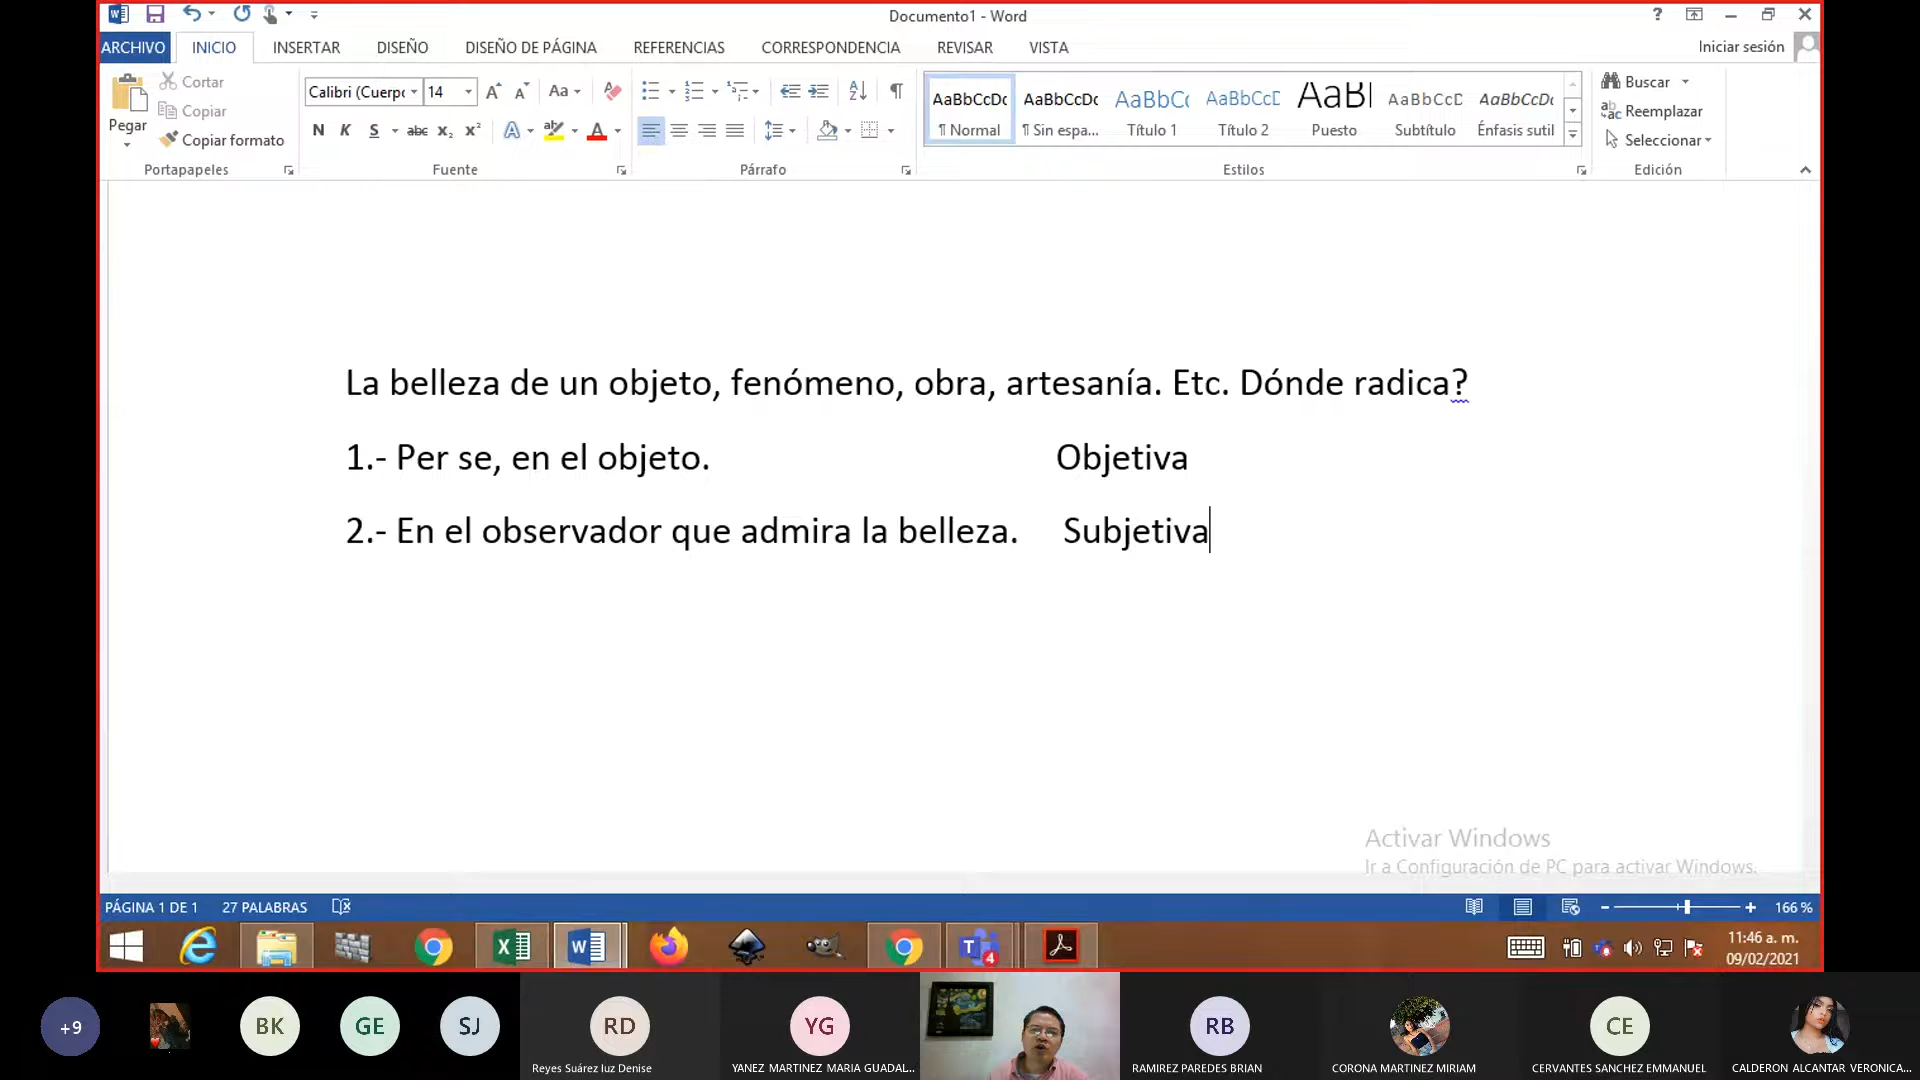 Documento1 - Word
ARCHIVO INICIO INSERTAR DISEÑO DISEÑO DE PÁGINA REFERENCIAS CORRESPONDENCIA REVISAR VISTA Iniciar sesión
Pegar
Cortar
Copiar
Copiar formato
Portapapeles
Calibri (Cuerpo 14
N K S abc x₂ x²
Fuente
Párrafo
AaBbCcDc AaBbCcDc AaBbCc AaBbCcE AaBl AaBbCcD AaBbCcDc
¶ Normal ¶ Sin espa... Título 1 Título 2 Puesto Subtítulo Énfasis sutil
Estilos
Buscar
Reemplazar
Seleccionar
Edición
La belleza de un objeto, fenómeno, obra, artesanía. Etc. Dónde radica?
1.- Per se, en el objeto. Objetiva
2.- En el observador que admira la belleza. Subjetiva
Activar Windows
Ir a Configuración de PC para activar Windows.
PÁGINA 1 DE 1 27 PALABRAS 166 %
11:46 a. m.
09/02/2021
+9 BK GE SJ RD YG RB CE
Reyes Suárez luz Denise YANEZ MARTINEZ MARIA GUADAL... RAMIREZ PAREDES BRIAN CORONA MARTINEZ MIRIAM CERVANTES SANCHEZ EMMANUEL CALDERON ALCANTAR VERONICA...